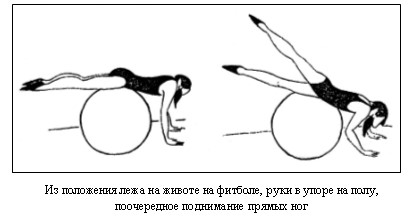 Из положения лежа на животе на фитболе, руки в упоре на полу,
поочередное поднимание прямых ног